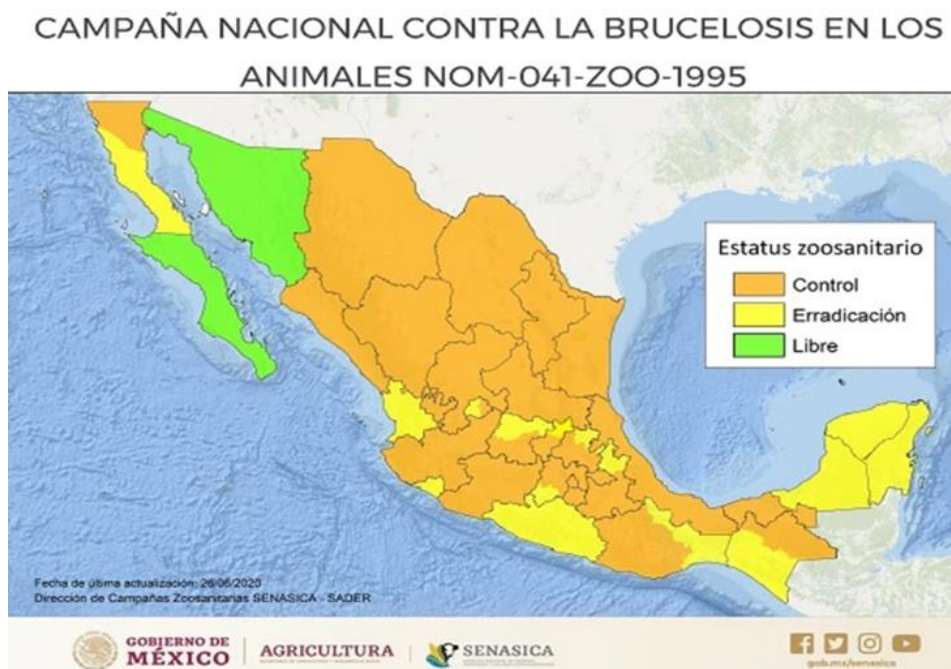 CAMPAÑA NACIONAL CONTRA LA BRUCELOSIS EN LOS
ANIMALES NOM-041-ZOO-1995
Estatus zoosanitario
Control
Erradicación
Libre
Fecha de última actualización: 26/06/2020
Dirección de Campañas Zoosanitarias SENASICA - SADER
GOBIERNO DE
MÉXICO
AGRICULTURA
SENASICA
gob.mx/senasica